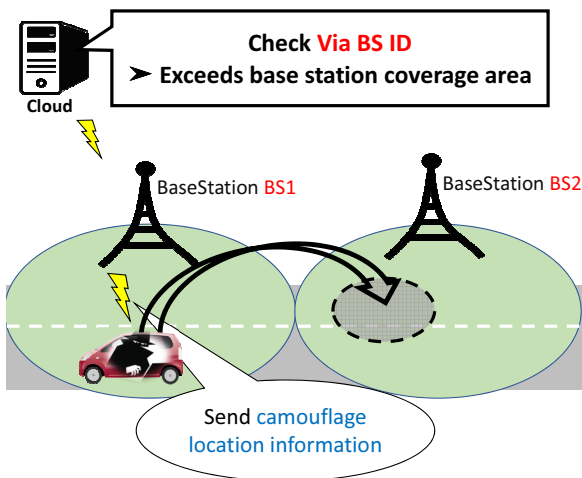 Check Via BS ID
➤ Exceeds base station coverage area
Cloud
BaseStation BS1
BaseStation BS2
Send camouflage
location information